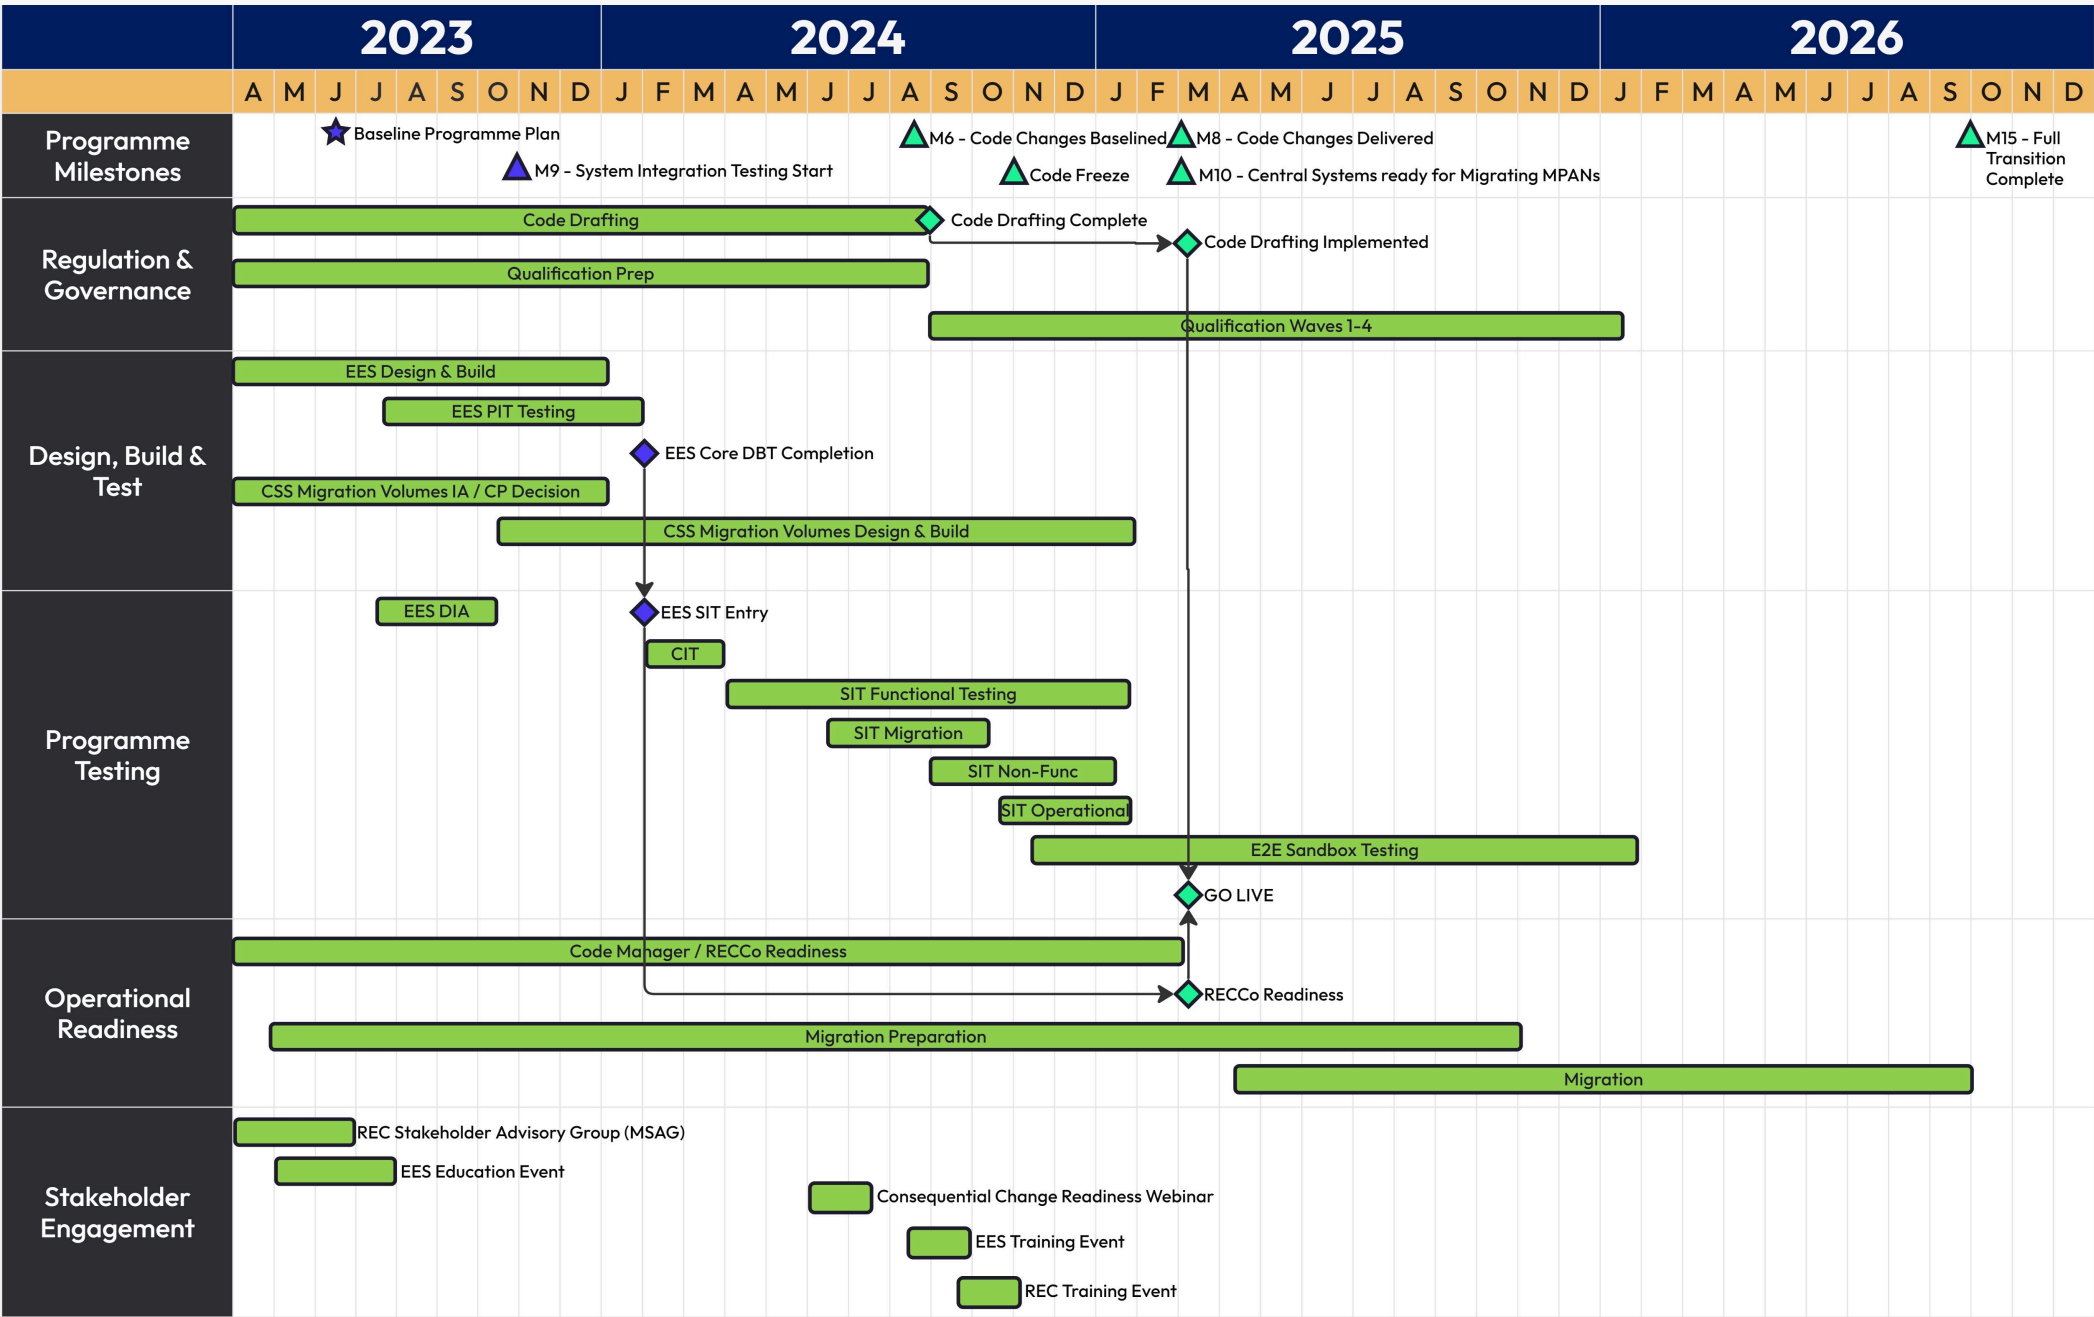 2023 2024 2025 2026
A M J J A S O N D J F M A M J J A S O N D J F M A M J J A S O N D J F M A M J J A S O N D
Programme
Milestones
Baseline Programme Plan
M9 - System Integration Testing Start
M6 - Code Changes Baselined
Code Freeze
M8 - Code Changes Delivered
M10 - Central Systems ready for Migrating MPANs
M15 - Full
Transition
Complete
Regulation &
Governance
Code Drafting
Code Drafting Complete
Code Drafting Implemented
Qualification Prep
Qualification Waves 1-4
Design, Build &
Test
EES Design & Build
EES PIT Testing
EES Core DBT Completion
CSS Migration Volumes IA / CP Decision
CSS Migration Volumes Design & Build
Programme
Testing
EES DIA
EES SIT Entry
CIT
SIT Functional Testing
SIT Migration
SIT Non-Func
SIT Operational
E2E Sandbox Testing
GO LIVE
Operational
Readiness
Code Manager / RECCo Readiness
RECCo Readiness
Migration Preparation
Migration
Stakeholder
Engagement
REC Stakeholder Advisory Group (MSAG)
EES Education Event
Consequential Change Readiness Webinar
EES Training Event
REC Training Event